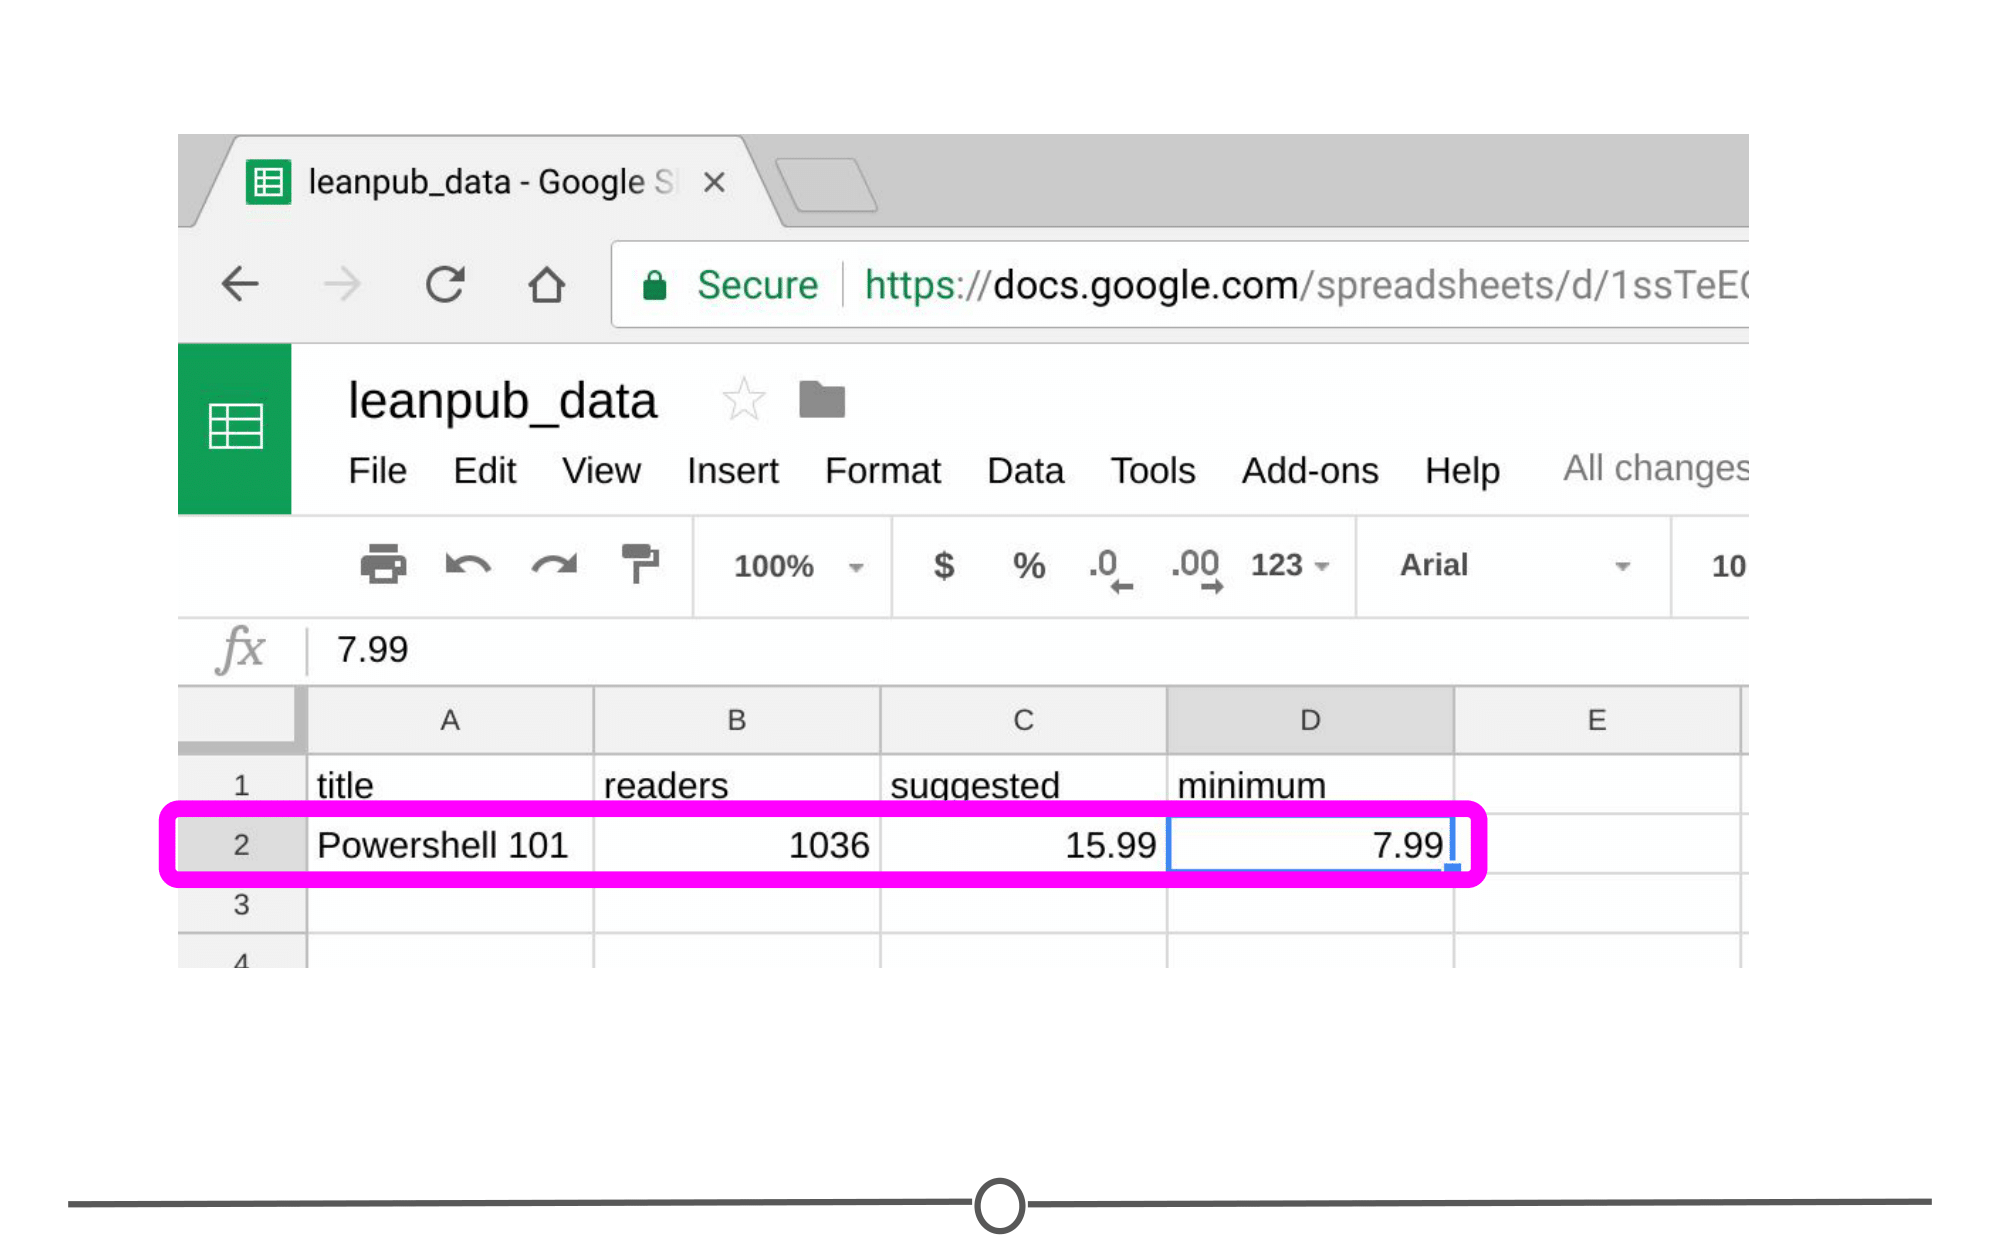 leanpub_data - Google S
Secure https://docs.google.com/spreadsheets/d/1ssTeE
leanpub_data
File Edit View Insert Format Data Tools Add-ons Help All changes
100% $ % .0 .00 123 Arial 10
fx 7.99
A B C D E
1 title readers suggested minimum
2 Powershell 101 1036 15.99 7.99
3
4